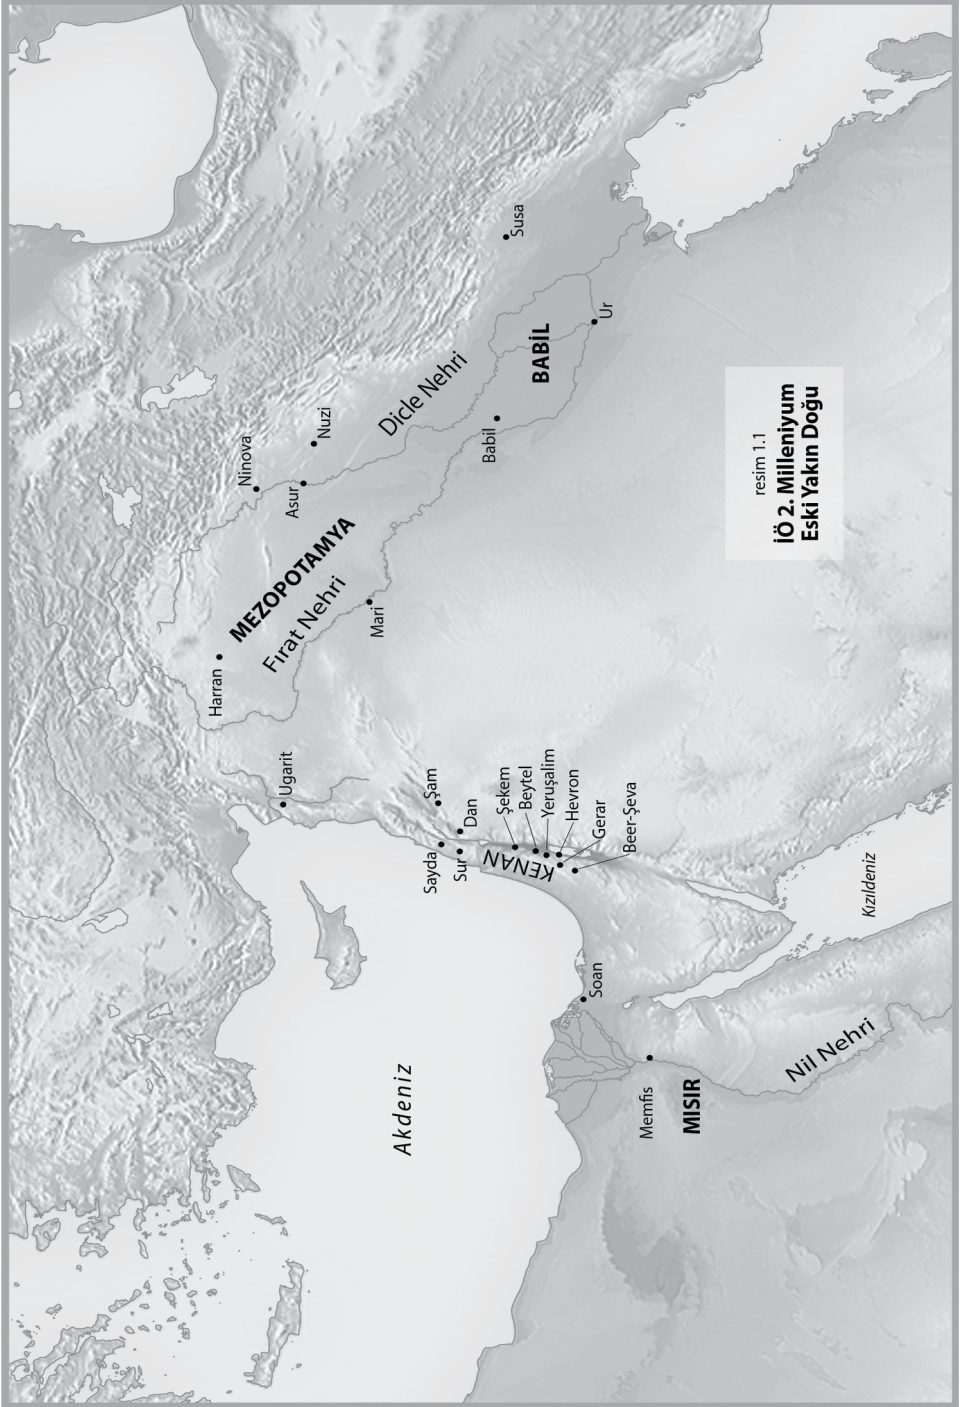 resim 1.1
İÖ 2. Milleniyum
Eski Yakın Doğu
Akdeniz
MISIR
Memfis
Nil Nehri
Soan
Kızıldeniz
KENAN
Sayda
Sur
Şam
Dan
Şekem
Beytel
Yeruşalim
Hevron
Gerar
Beer-Şeva
Ugarit
Harran
MEZOPOTAMYA
Fırat Nehri
Mari
Ninova
Asur
Nuzi
Dicle Nehri
Babil
BABİL
Ur
Susa